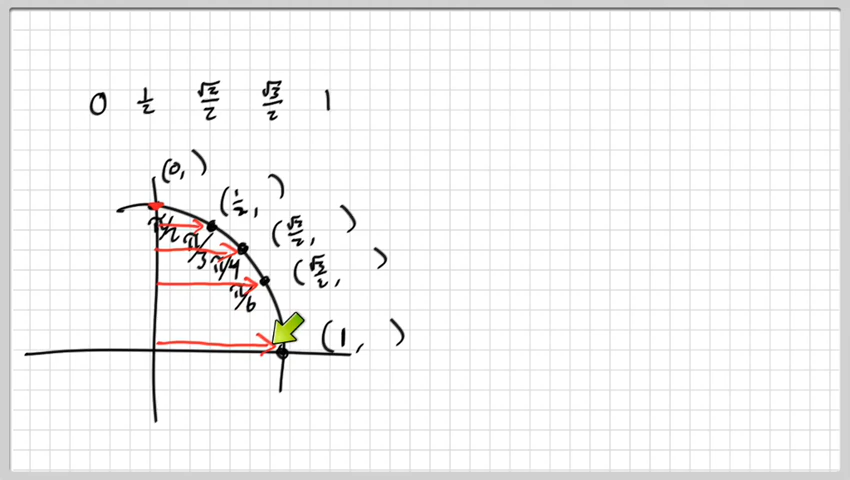 0 1/2 √2/2 √3/2 1
(0, )
(1/2, )
π/2
(√2/2, )
π/3
π/4
(√3/2, )
π/6
(1, )